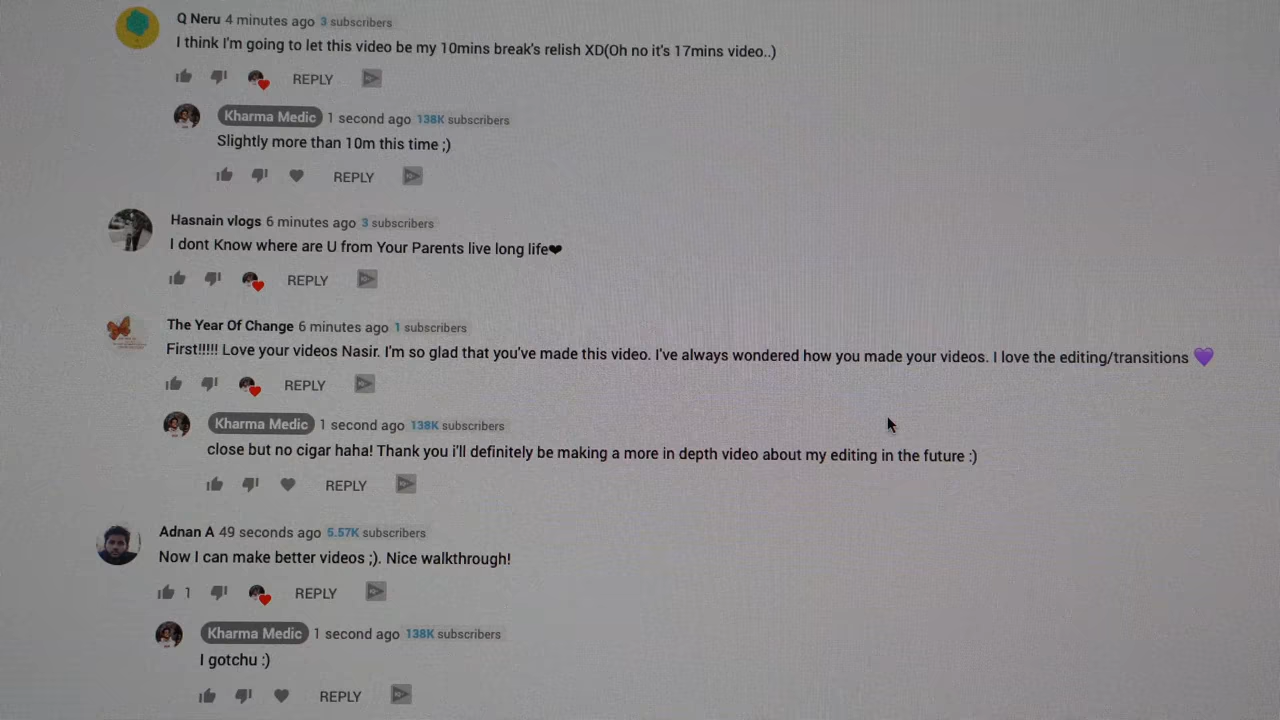 Q Neru 4 minutes ago 3 subscribers
I think I'm going to let this video be my 10mins break's relish XD(Oh no it's 17mins video..)
REPLY
Kharma Medic 1 second ago 138K subscribers
Slightly more than 10m this time ;)
REPLY
Hasnain vlogs 6 minutes ago 3 subscribers
I dont Know where are U from Your Parents live long life❤
REPLY
The Year Of Change 6 minutes ago 1 subscribers
First!!!!! Love your videos Nasir. I'm so glad that you've made this video. I've always wondered how you made your videos. I love the editing/transitions 💜
REPLY
Kharma Medic 1 second ago 138K subscribers
close but no cigar haha! Thank you i'll definitely be making a more in depth video about my editing in the future :)
REPLY
Adnan A 49 seconds ago 5.57K subscribers
Now I can make better videos ;). Nice walkthrough!
1 REPLY
Kharma Medic 1 second ago 138K subscribers
I gotchu :)
REPLY